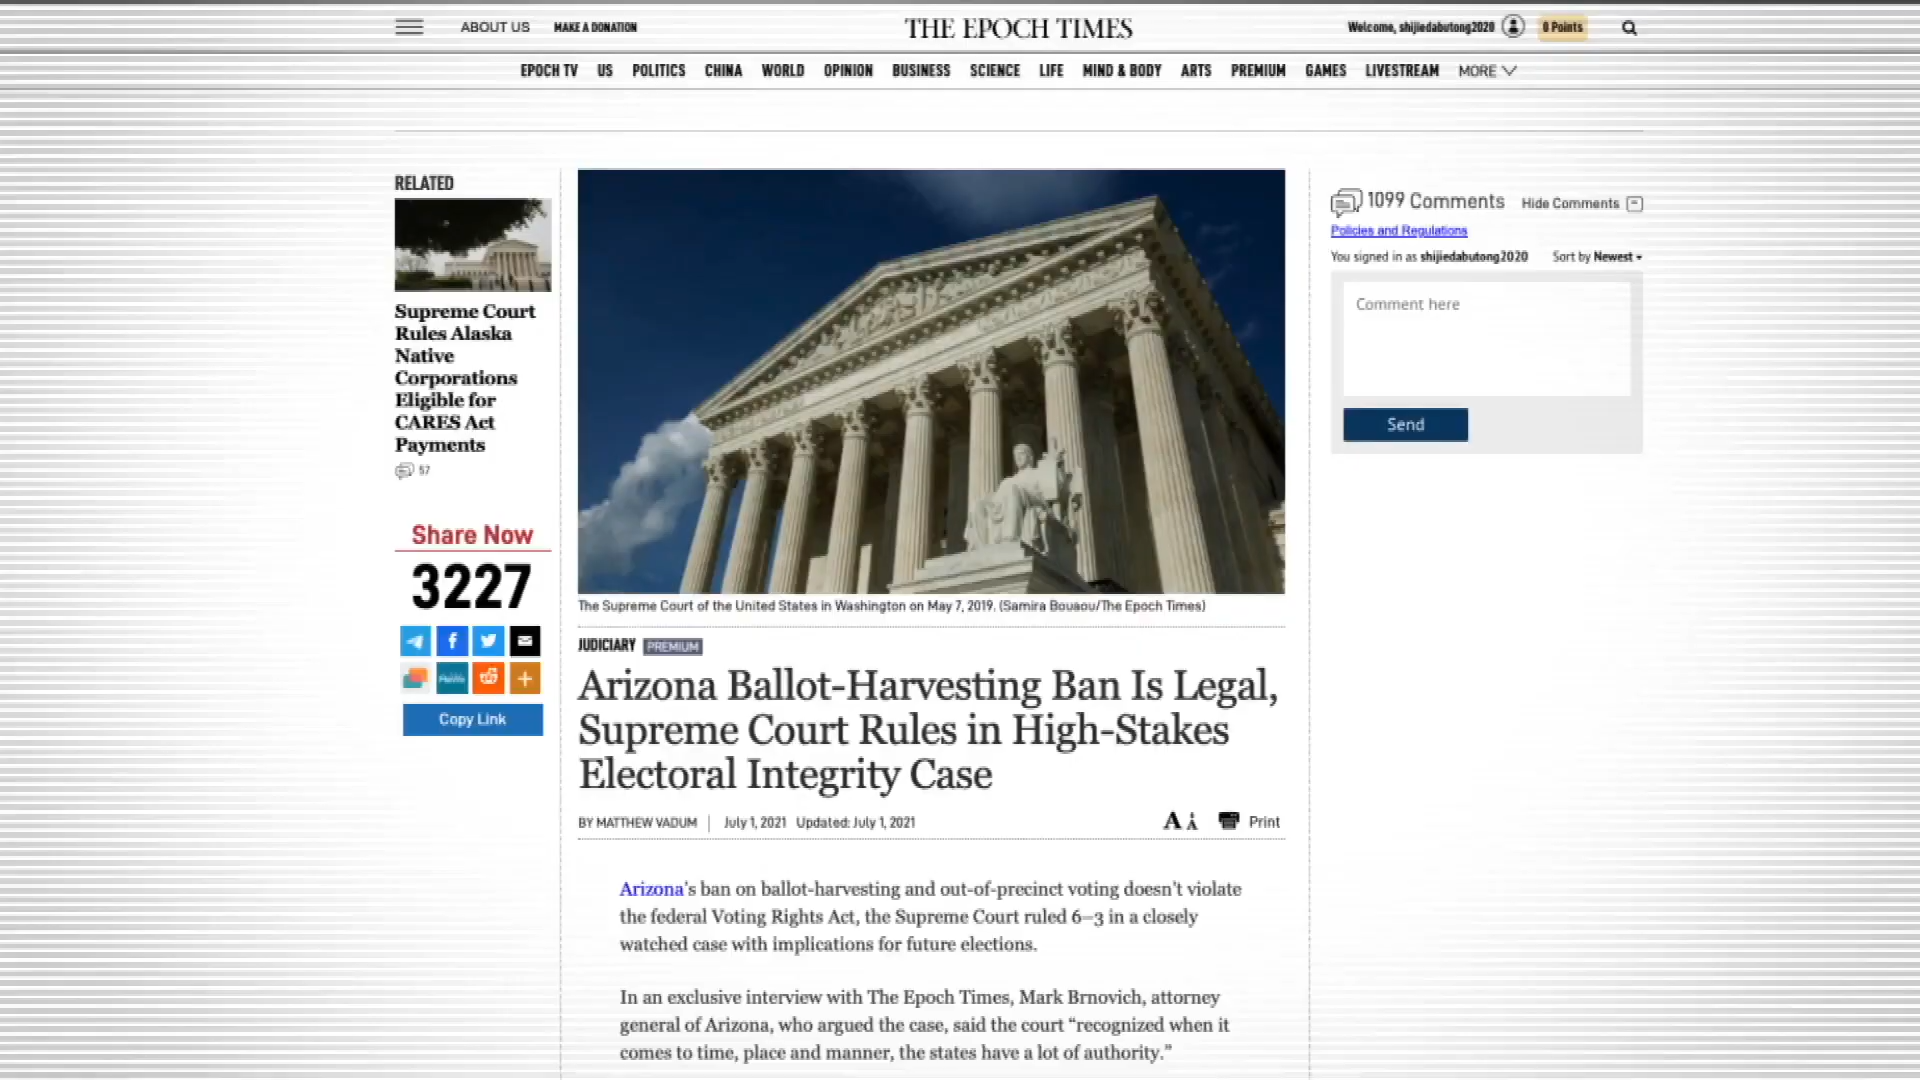 ABOUT US
MAKE A DONATION
THE EPOCH TIMES
Welcome, shijiedabutong2020
0 Points
EPOCH TV US POLITICS CHINA WORLD OPINION BUSINESS SCIENCE LIFE MIND & BODY ARTS PREMIUM GAMES LIVESTREAM MORE
RELATED
Supreme Court
Rules Alaska
Native
Corporations
Eligible for
CARES Act
Payments
57
Share Now
3227
Copy Link
The Supreme Court of the United States in Washington on May 7, 2019. (Samira Bouaou/The Epoch Times)
JUDICIARY PREMIUM
Arizona Ballot-Harvesting Ban Is Legal,
Supreme Court Rules in High-Stakes
Electoral Integrity Case
BY MATTHEW VADUM July 1, 2021 Updated: July 1, 2021
A A Print
Arizona's ban on ballot-harvesting and out-of-precinct voting doesn't violate
the federal Voting Rights Act, the Supreme Court ruled 6–3 in a closely
watched case with implications for future elections.
In an exclusive interview with The Epoch Times, Mark Brnovich, attorney
general of Arizona, who argued the case, said the court “recognized when it
comes to time, place and manner, the states have a lot of authority.”
1099 Comments Hide Comments
Policies and Regulations
You signed in as shijiedabutong2020 Sort by Newest
Comment here
Send